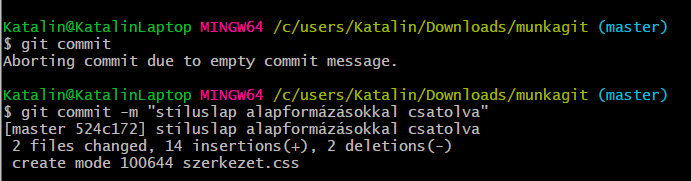 Katalin@KatalinLaptop MINGW64 /c/users/Katalin/Downloads/munkagit (master)
$ git commit
Aborting commit due to empty commit message.
Katalin@KatalinLaptop MINGW64 /c/users/Katalin/Downloads/munkagit (master)
$ git commit -m "stíluslap alapformázásokkal csatolva"
[master 524c172] stíluslap alapformázásokkal csatolva
 2 files changed, 14 insertions(+), 2 deletions(-)
 create mode 100644 szerkezet.css